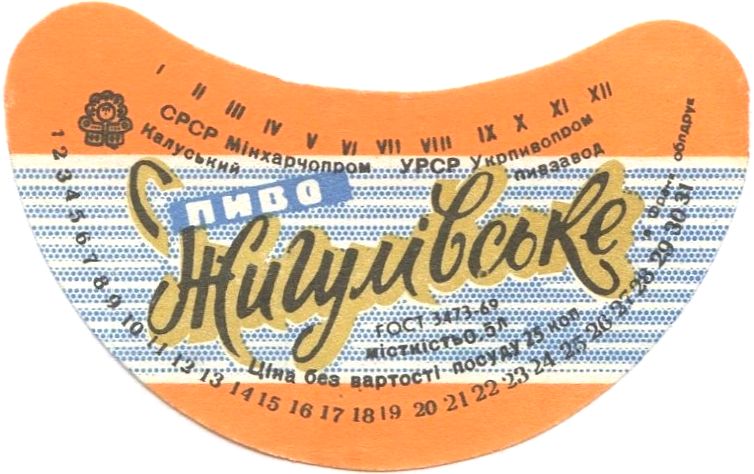 I II III IV V VI VII VIII IX X XI XII
СРСР Мінхарчопром УРСР Укрпивопром
Калуський пивзавод
пиво
Жигулівське
ГОСТ 3473-69
місткість 0,5л
Ціна без вартості посуду 25 коп
1 2 3 4 5 6 7 8 9 10 11 12 13 14 15 16 17 18 19 20 21 22 23 24 25 26 27 28 29 30 31
облдрук